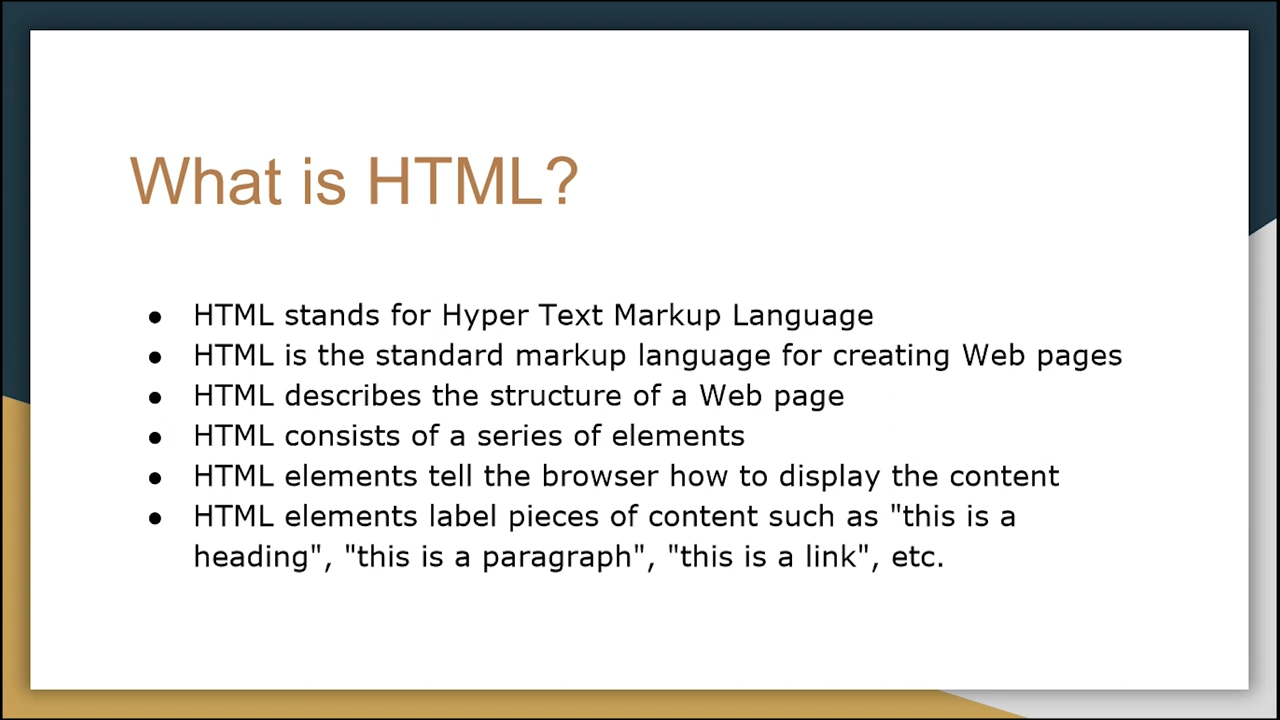 What is HTML?
● HTML stands for Hyper Text Markup Language
● HTML is the standard markup language for creating Web pages
● HTML describes the structure of a Web page
● HTML consists of a series of elements
● HTML elements tell the browser how to display the content
● HTML elements label pieces of content such as "this is a
heading", "this is a paragraph", "this is a link", etc.